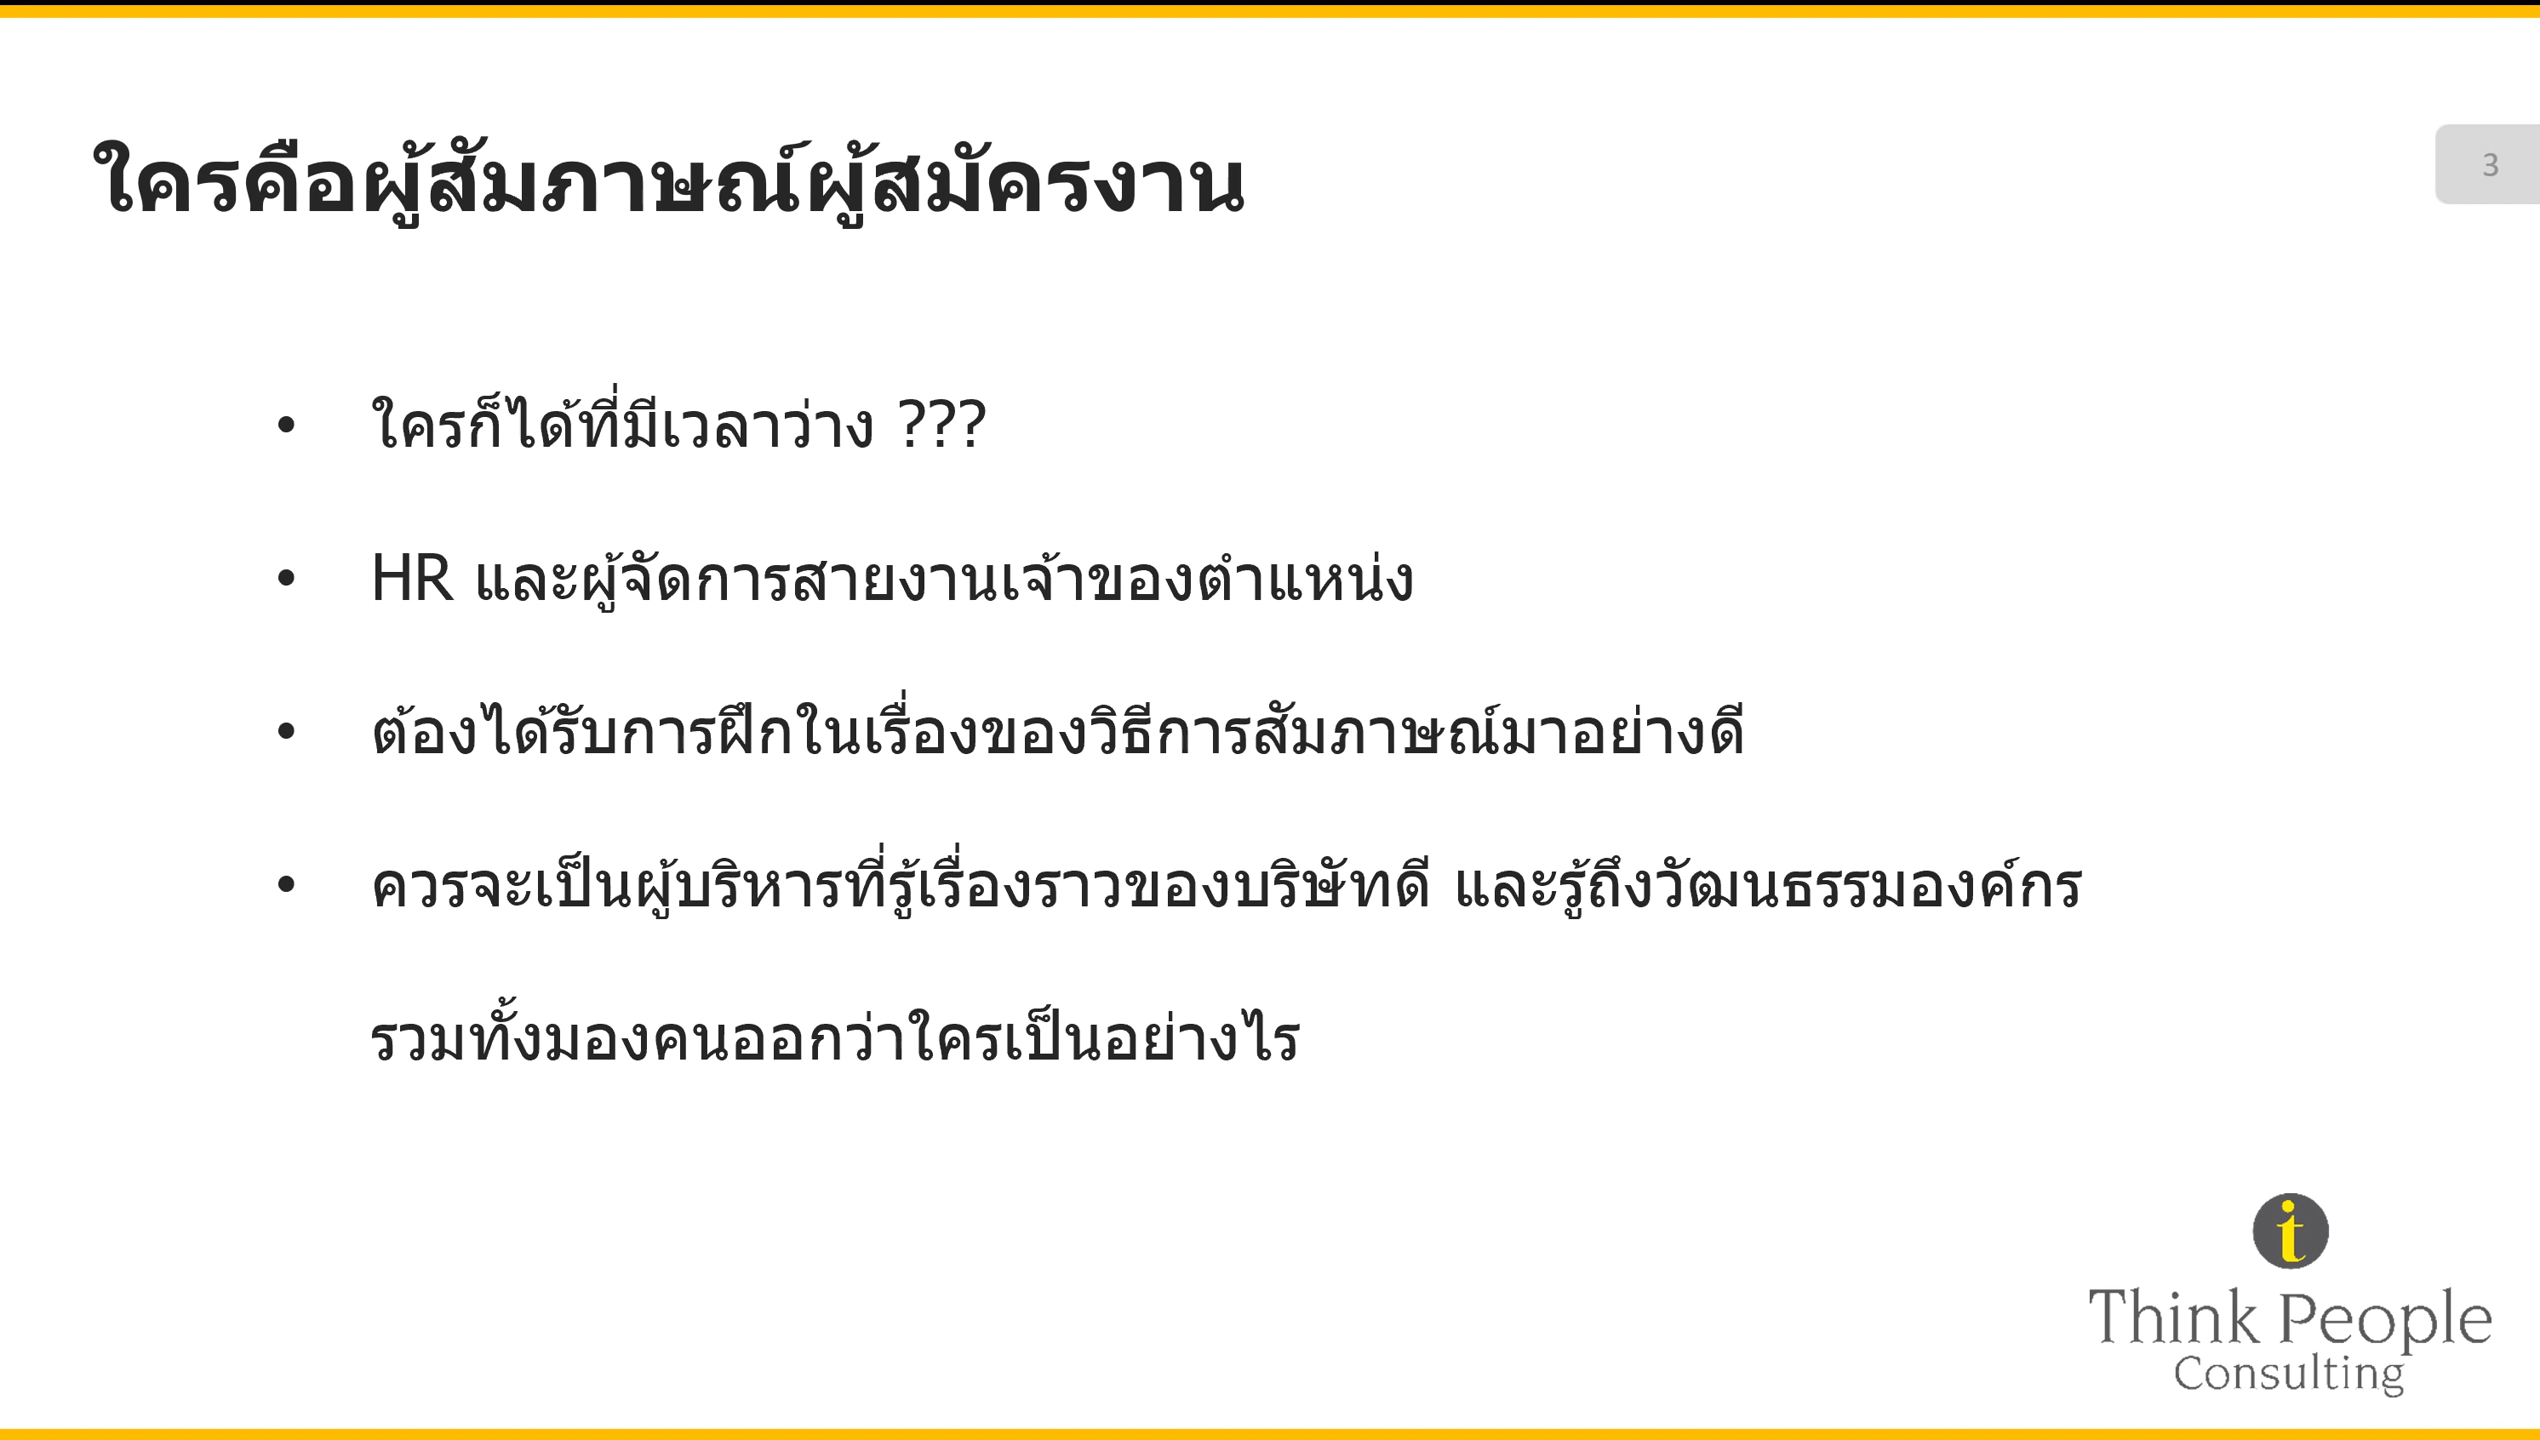 ใครคือผู้สัมภาษณ์ผู้สมัครงาน
3
• ใครก็ได้ที่มีเวลาว่าง ???
• HR และผู้จัดการสายงานเจ้าของตำแหน่ง
• ต้องได้รับการฝึกในเรื่องของวิธีการสัมภาษณ์มาอย่างดี
• ควรจะเป็นผู้บริหารที่รู้เรื่องราวของบริษัทดี และรู้ถึงวัฒนธรรมองค์กร
รวมทั้งมองคนออกว่าใครเป็นอย่างไร
Think People
Consulting